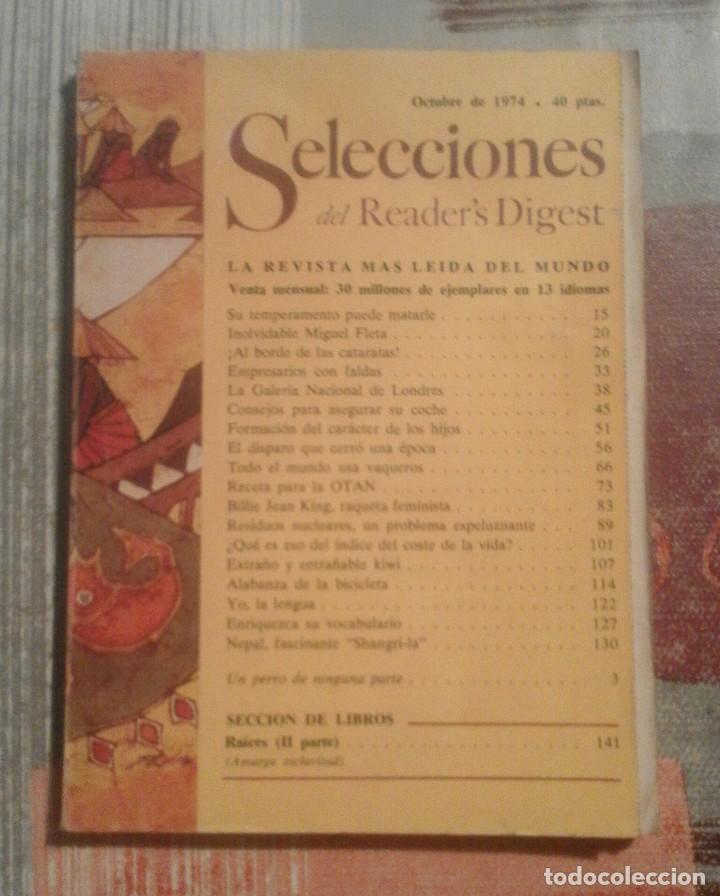 Octubre de 1974 . 40 ptas.
Selecciones
del Reader's Digest
LA REVISTA MAS LEIDA DEL MUNDO
Venta mensual: 30 millones de ejemplares en 13 idiomas
Su temperamento puede matarle . . . . . . . . . . . 15
Inolvidable Miguel Fleta . . . . . . . . . . . 20
¡Al borde de las cataratas! . . . . . . . . . . . 26
Empresarios con faldas . . . . . . . . . . . 33
La Galería Nacional de Londres . . . . . . . . . . . 38
Consejos para asegurar su coche . . . . . . . . . . . 45
Formación del carácter de los hijos . . . . . . . . . . . 51
El disparo que cerró una época . . . . . . . . . . . 56
Todo el mundo usa vaqueros . . . . . . . . . . . 66
Receta para la OTAN . . . . . . . . . . . 73
Billie Jean King, raqueta feminista . . . . . . . . . . . 83
Residuos nucleares, un problema espeluznante . . . 89
¿Qué es eso del índice del coste de la vida? . . . . . 101
Extraño y entrañable kiwi . . . . . . . . . . . 107
Alabanza de la bicicleta . . . . . . . . . . . 114
Yo, la lengua . . . . . . . . . . . 122
Enriquezca su vocabulario . . . . . . . . . . . 127
Nepal, fascinante "Shangri-la" . . . . . . . . . . . 130
Un perro de ninguna parte . . . . . . . . . . . 3
SECCION DE LIBROS
Raíces (II parte) . . . . . . . . . . . 141
(Amarga esclavitud)
todocoleccion